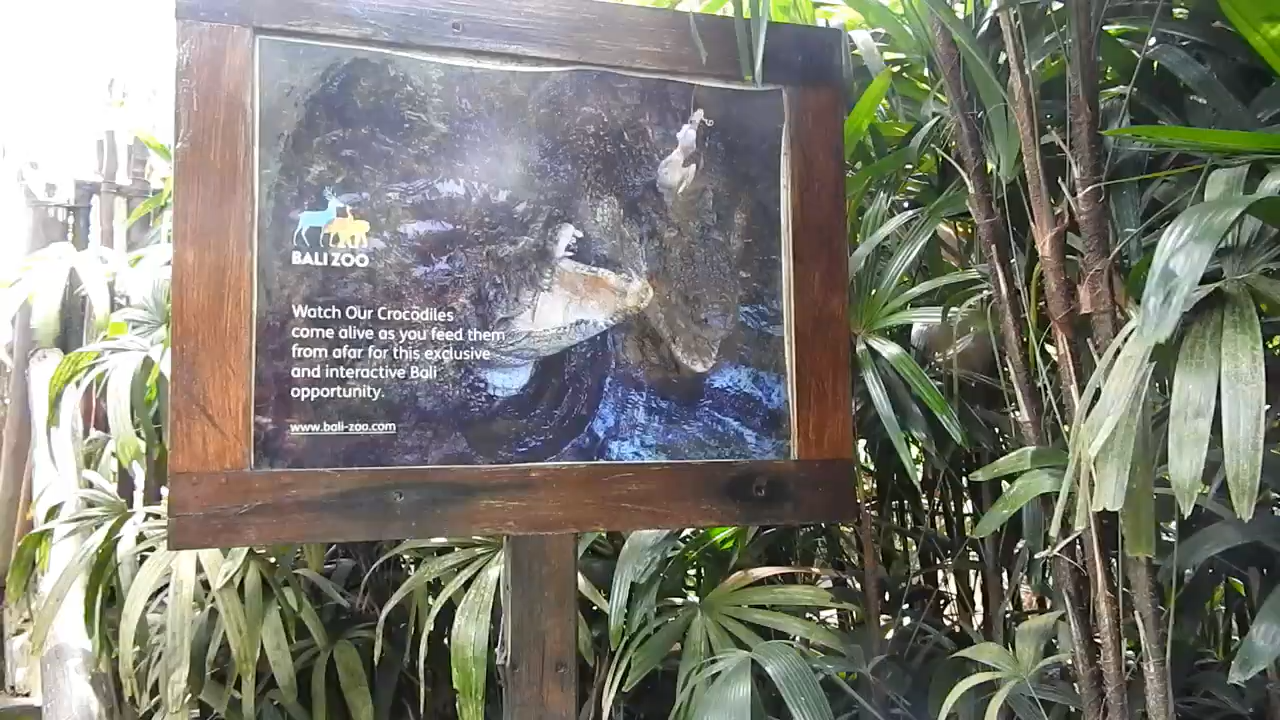 BALI ZOO
Watch Our Crocodiles
come alive as you feed them
from afar for this exclusive
and interactive Bali
opportunity.
www.bali-zoo.com